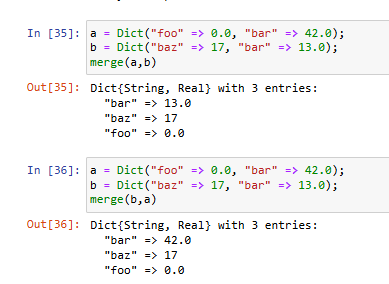 In [35]: a = Dict("foo" => 0.0, "bar" => 42.0);
b = Dict("baz" => 17, "bar" => 13.0);
merge(a,b)
Out[35]: Dict{String, Real} with 3 entries:
"bar" => 13.0
"baz" => 17
"foo" => 0.0
In [36]: a = Dict("foo" => 0.0, "bar" => 42.0);
b = Dict("baz" => 17, "bar" => 13.0);
merge(b,a)
Out[36]: Dict{String, Real} with 3 entries:
"bar" => 42.0
"baz" => 17
"foo" => 0.0